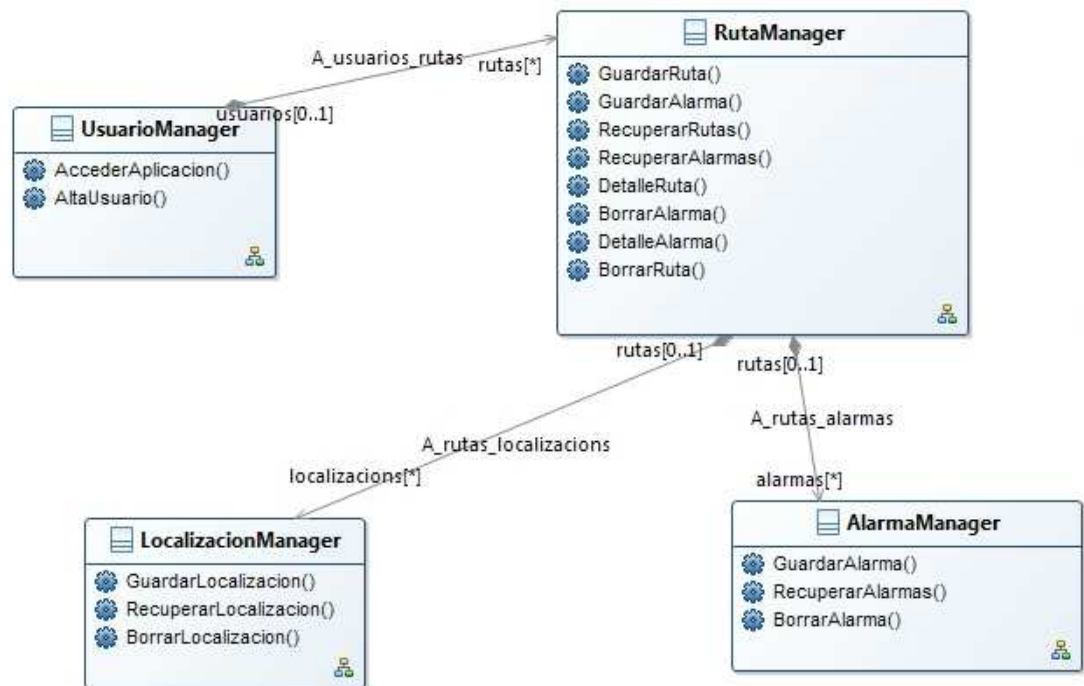 RutaManager
A_usuarios_rutas
rutas[*]
GuardarRuta()
GuardarAlarma()
RecuperarRutas()
RecuperarAlarmas()
DetalleRuta()
BorrarAlarma()
DetalleAlarma()
BorrarRuta()
usuarios[0..1]
UsuarioManager
AccederAplicacion()
AltaUsuario()
rutas[0..1]
rutas[0..1]
A_rutas_alarmas
A_rutas_localizacions
localizacions[*]
alarmas[*]
LocalizacionManager
GuardarLocalizacion()
RecuperarLocalizacion()
BorrarLocalizacion()
AlarmaManager
GuardarAlarma()
RecuperarAlarmas()
BorrarAlarma()